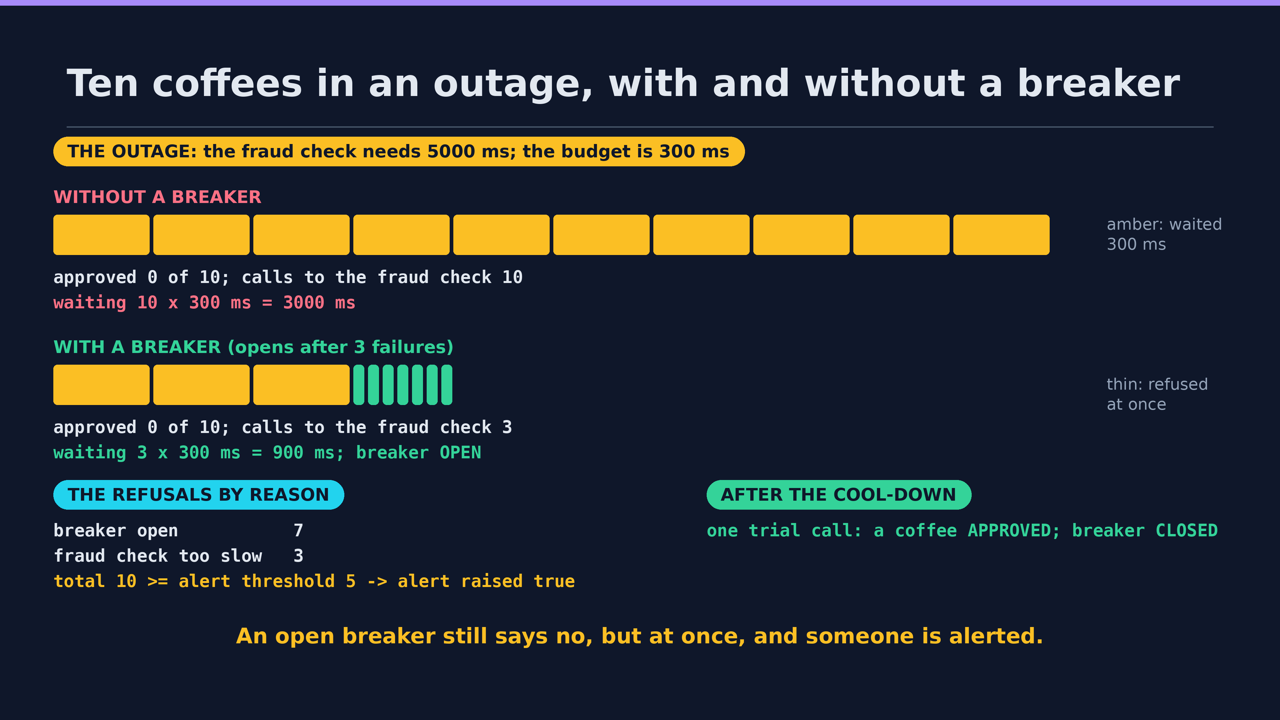 Ten coffees in an outage, with and without a breaker
THE OUTAGE: the fraud check needs 5000 ms; the budget is 300 ms
WITHOUT A BREAKER
amber: waited
300 ms
approved 0 of 10; calls to the fraud check 10
waiting 10 x 300 ms = 3000 ms
WITH A BREAKER (opens after 3 failures)
thin: refused
at once
approved 0 of 10; calls to the fraud check 3
waiting 3 x 300 ms = 900 ms; breaker OPEN
THE REFUSALS BY REASON
breaker open 7
fraud check too slow 3
total 10 >= alert threshold 5 -> alert raised true
AFTER THE COOL-DOWN
one trial call: a coffee APPROVED; breaker CLOSED
An open breaker still says no, but at once, and someone is alerted.